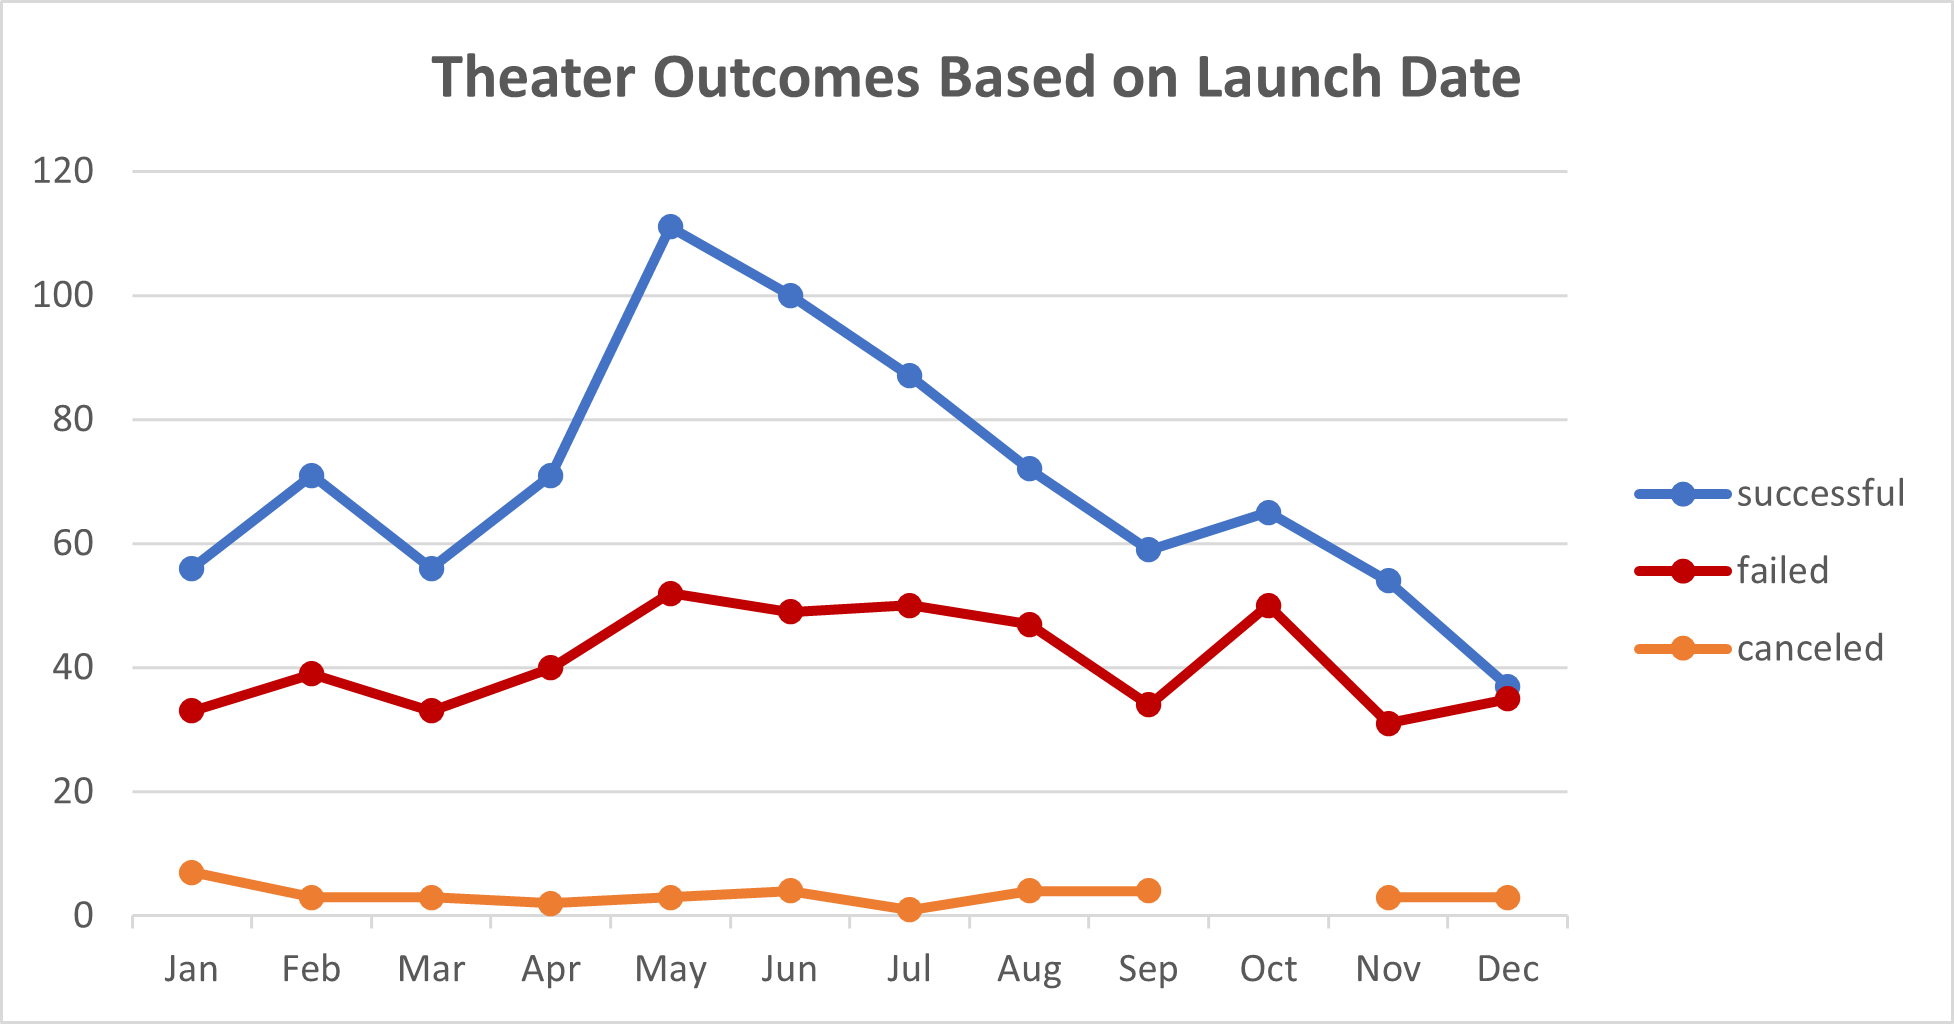 Theater Outcomes Based on Launch Date
120
100
80
60
40
20
0
Jan Feb Mar Apr May Jun Jul Aug Sep Oct Nov Dec
successful
failed
canceled